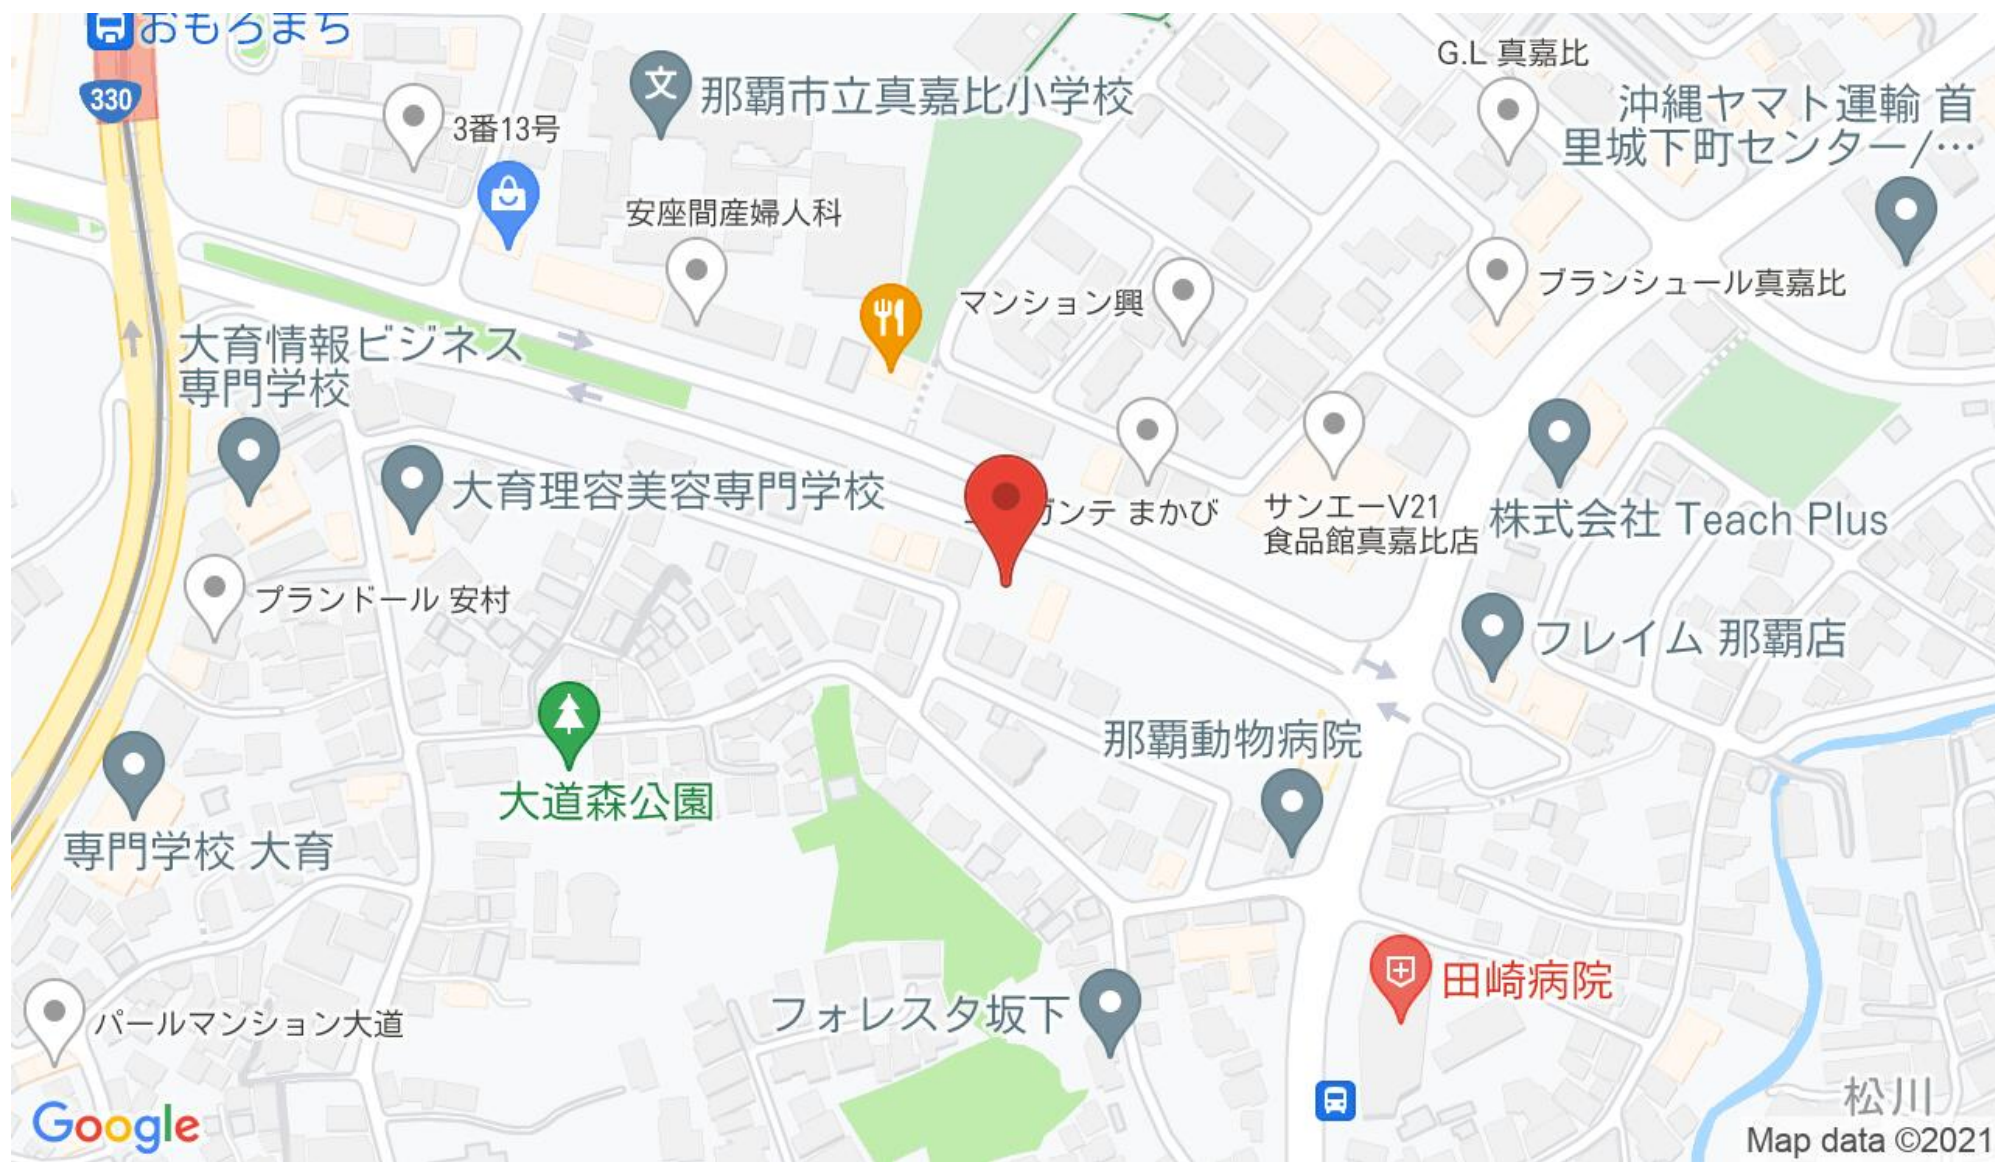 おもろまち
330
3番13号
那覇市立真嘉比小学校
G.L 真嘉比
沖縄ヤマト運輸 首
里城下町センター/…
安座間産婦人科
マンション興
ブランシュール真嘉比
大育情報ビジネス
専門学校
大育理容美容専門学校
ガンテ まかび
サンエーV21
食品館真嘉比店
株式会社 Teach Plus
プランドール 安村
フレイム 那覇店
那覇動物病院
大道森公園
専門学校 大育
田崎病院
フォレスタ坂下
パールマンション大道
松川
Google
Map data ©2021